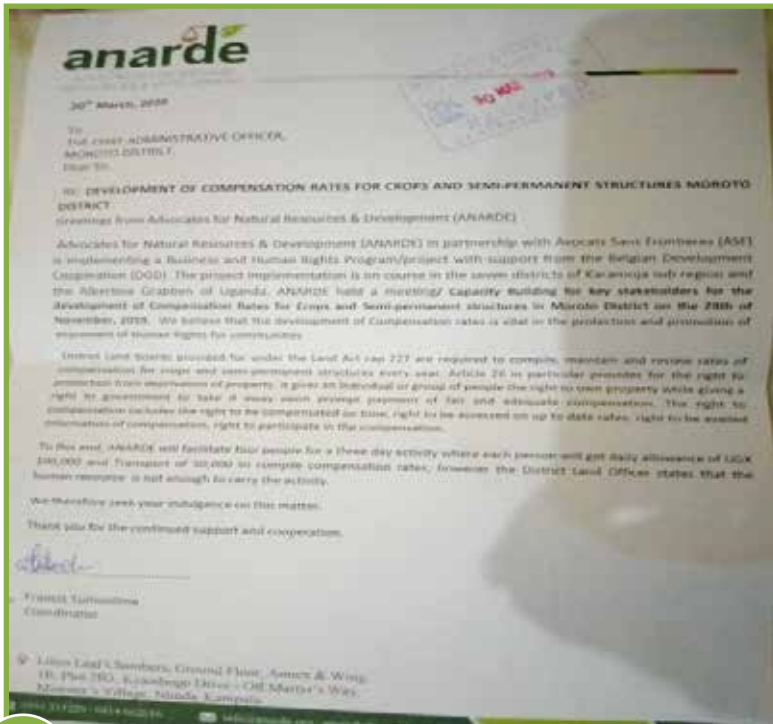 anarde
30th March, 2020
To
THE CHIEF ADMINISTRATIVE OFFICER,
MOROTO DISTRICT.
Dear Sir,
RE: DEVELOPMENT OF COMPENSATION RATES FOR CROPS AND SEMI-PERMANENT STRUCTURES MOROTO
DISTRICT
Greetings from Advocates for Natural Resources & Development (ANARDE)
Advocates for Natural Resources & Development (ANARDE) in partnership with Avocats Sans Frontieres (ASF)
is implementing a Business and Human Rights Program/project with support from the Belgian Development
Cooperation (DGD). The project implementation is on course in the seven districts of Karamoja sub region and
the Albertine Grabben of Uganda. ANARDE held a meeting/ Capacity Building for key stakeholders for the
development of Compensation Rates for Crops and Semi-permanent structures in Moroto District on the 28th of
November, 2019. We believe that the development of Compensation rates is vital in the protection and promotion of
enjoyment of Human Rights for communities
District Land Boards provided for under the Land Act cap 227 are required to compile, maintain and review rates of
compensation for crops and semi-permanent structures every year. Article 26 in particular provides for the right to
protection from deprivation of property. It gives an individual or group of people the right to own property while giving a
right to government to take it away upon prompt payment of fair and adequate compensation. The right to
compensation includes the right to be compensated on time, right to be assessed on up to date rates, right to be availed
information of compensation, right to participate in the compensation.
To this end, ANARDE will facilitate four people for a three day activity where each person will get daily allowance of UGX
100,000 and Transport of 50,000 to compile compensation rates, however the District Land Officer states that the
human resource is not enough to carry the activity.
We therefore seek your indulgence on this matter.
Thank you for the continued support and cooperation.
Francis Tumusiime
Coordinator
Ground Floor, Annex & Wing
Drive - Off Martyr's Way,
Village, Ntinda, Kampala